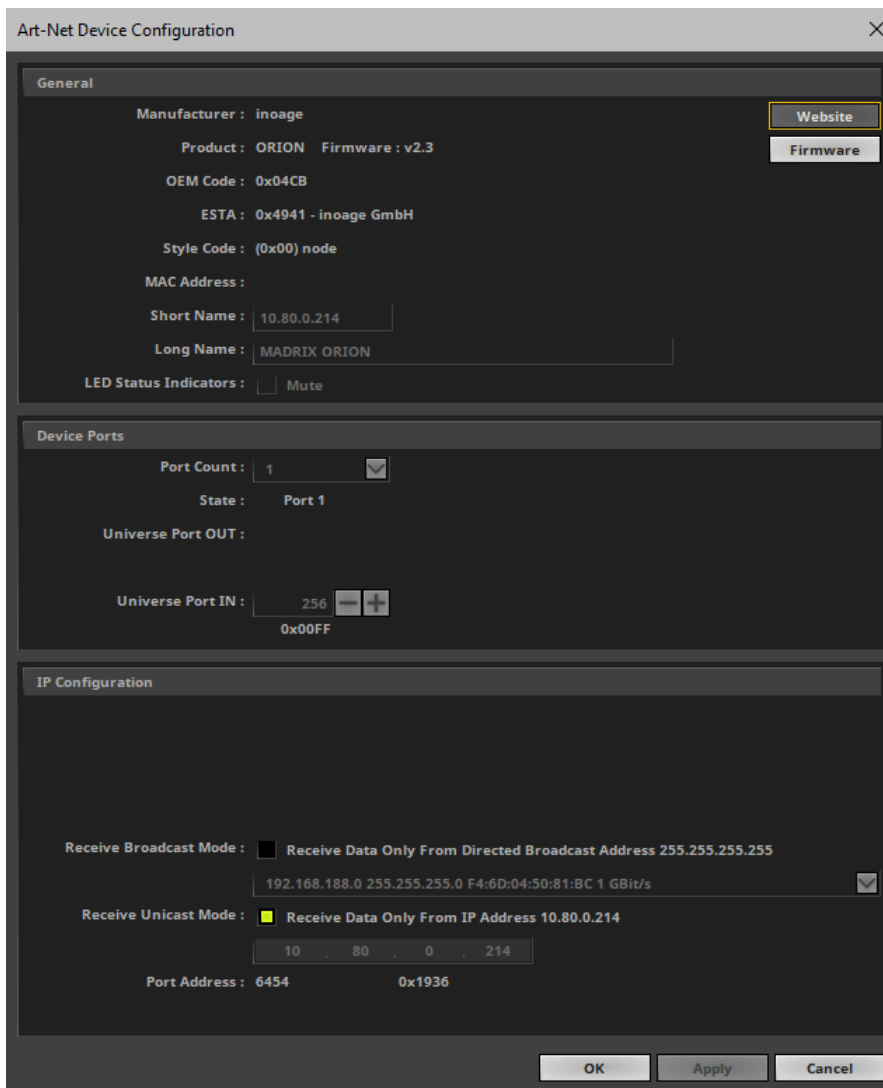 Art-Net Device Configuration
General
Manufacturer : inoage
Website
Product : ORION Firmware : v2.3
Firmware
OEM Code : 0x04CB
ESTA : 0x4941 - inoage GmbH
Style Code : (0x00) node
MAC Address :
Short Name : 10.80.0.214
Long Name : MADRIX ORION
LED Status Indicators : Mute
Device Ports
Port Count : 1
State : Port 1
Universe Port OUT :
Universe Port IN : 256
0x00FF
IP Configuration
Receive Broadcast Mode : Receive Data Only From Directed Broadcast Address 255.255.255.255
192.168.188.0 255.255.255.0 F4:6D:04:50:81:BC 1 GBit/s
Receive Unicast Mode : Receive Data Only From IP Address 10.80.0.214
10 . 80 . 0 . 214
Port Address : 6454 0x1936
OK Apply Cancel